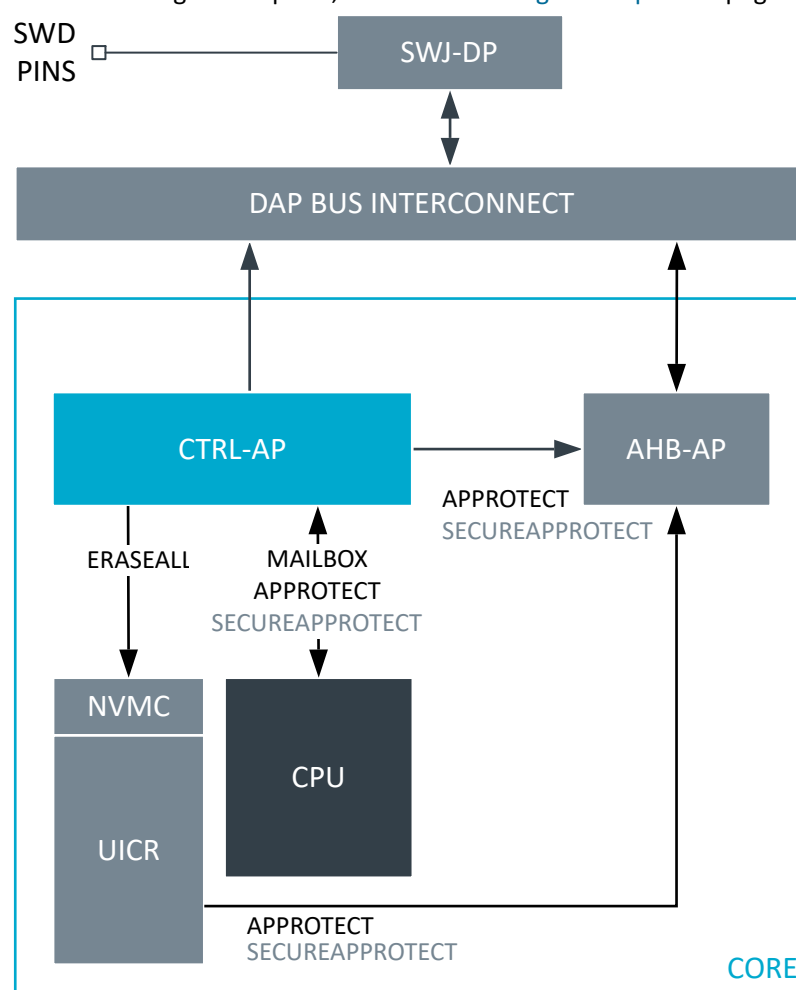 SWD
PINS
SWJ-DP
DAP BUS INTERCONNECT
CTRL-AP
AHB-AP
APPROTECT
SECUREAPPROTECT
ERASEALL
MAILBOX
APPROTECT
SECUREAPPROTECT
NVMC
CPU
UICR
APPROTECT
SECUREAPPROTECT
CORE